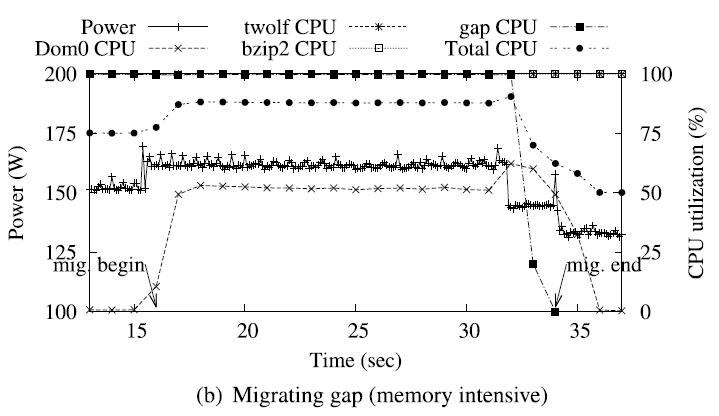 Power twolf CPU gap CPU
Dom0 CPU bzip2 CPU Total CPU
200 100
175 75
150 50
125 25
mig. begin mig. end
100 0
15 20 25 30 35
Power (W)
CPU utilization (%)
Time (sec)
(b) Migrating gap (memory intensive)